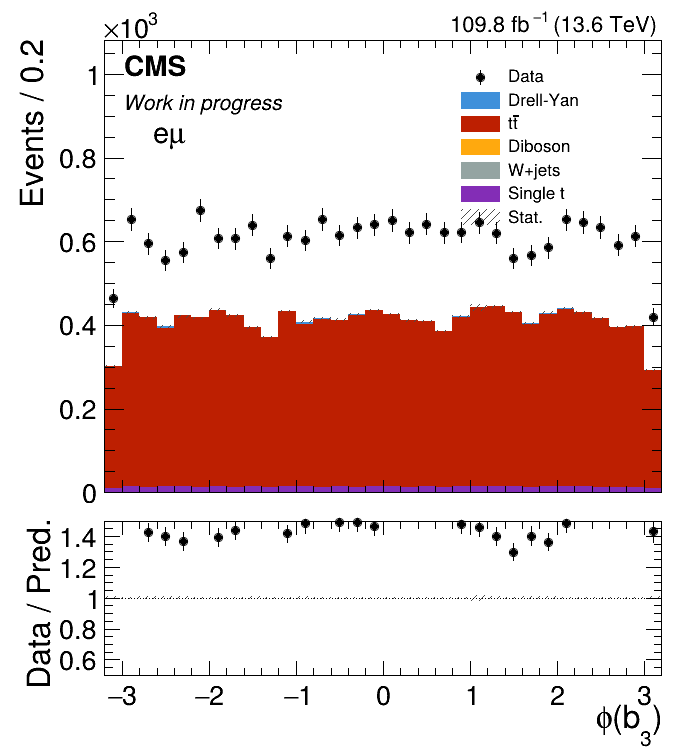 ×10³ 109.8 fb⁻¹ (13.6 TeV)
Events / 0.2
CMS
Work in progress
eμ
Data
Drell-Yan
tt̄
Diboson
W+jets
Single t
Stat.
1
0.8
0.6
0.4
0.2
0
Data / Pred.
1.4
1.2
1
0.8
0.6
−3 −2 −1 0 1 2 3
ϕ(b₃)